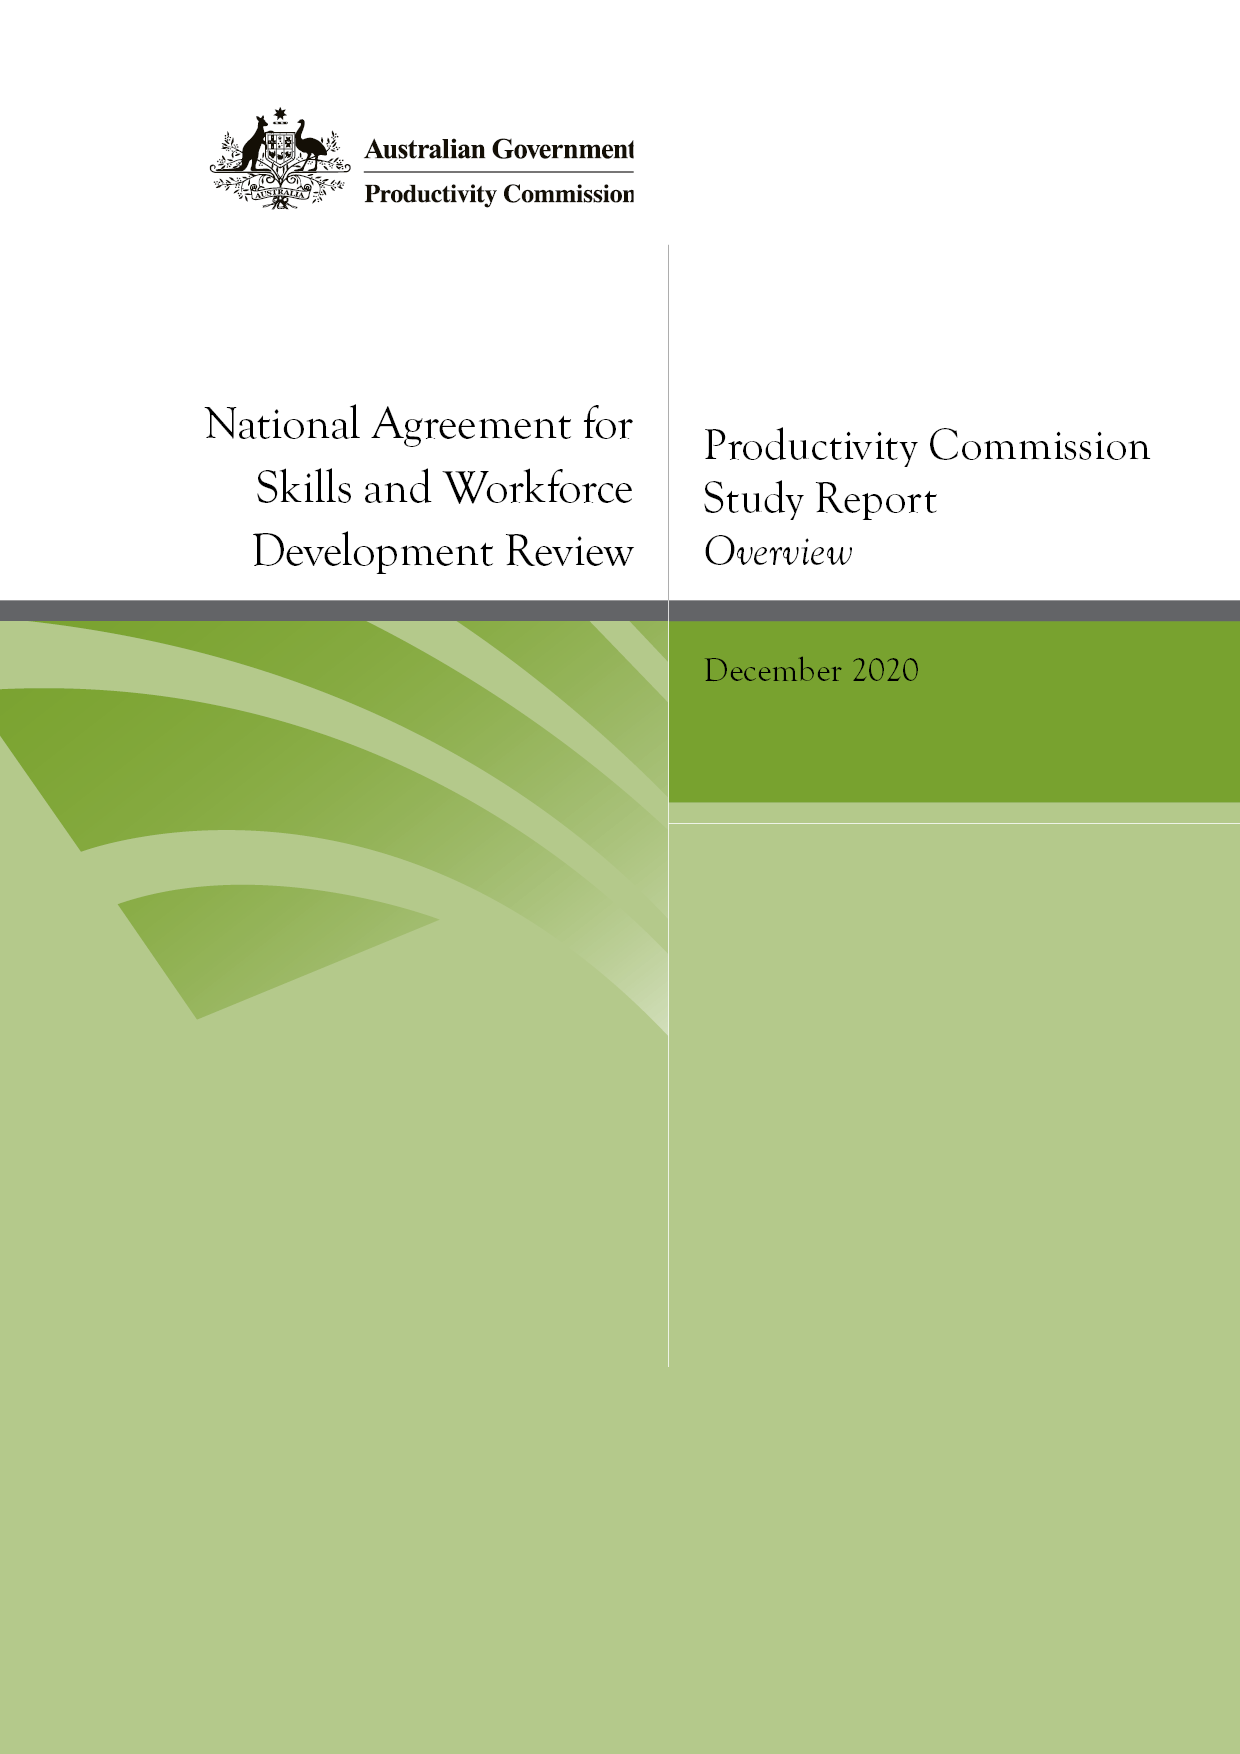 Australian Government
Productivity Commission
AUSTRALIA
National Agreement for
Skills and Workforce
Development Review
Productivity Commission
Study Report
Overview
December 2020